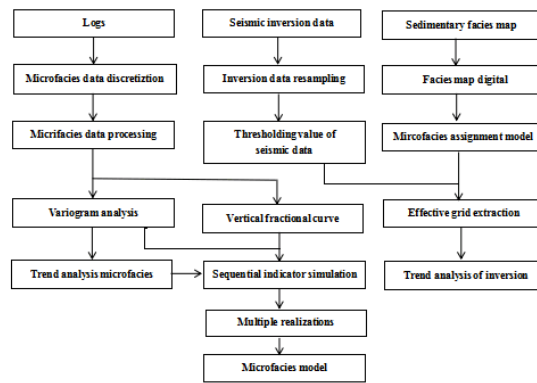 Logs
Seismic inversion data
Sedimentary facies map
Microfacies data discretiztion
Inversion data resampling
Facies map digital
Micrifacies data processing
Thresholding value of
seismic data
Mircofacies assignment model
Variogram analysis
Vertical fractional curve
Effective grid extraction
Trend analysis microfacies
Sequential indicator simulation
Trend analysis of inversion
Multiple realizations
Microfacies model